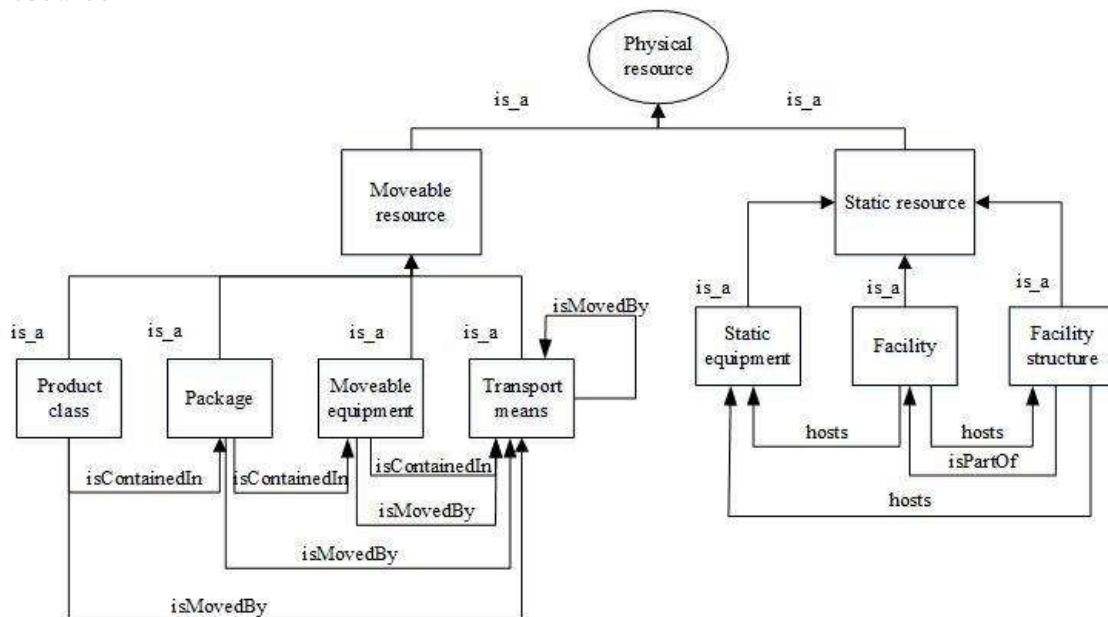 Physical
resource
is_a
is_a
Moveable
resource
Static resource
is_a
is_a
is_a
is_a
is_a
is_a
is_a
isMovedBy
Product
class
Package
Moveable
equipment
Transport
means
Static
equipment
Facility
Facility
structure
isContainedIn
isContainedIn
isContainedIn
isMovedBy
isMovedBy
isMovedBy
hosts
hosts
isPartOf
hosts